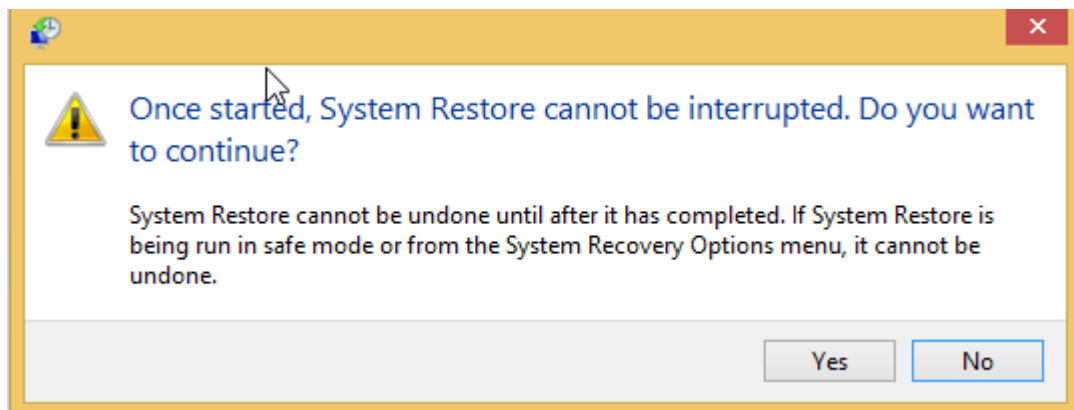 Once started, System Restore cannot be interrupted. Do you want
to continue?
System Restore cannot be undone until after it has completed. If System Restore is
being run in safe mode or from the System Recovery Options menu, it cannot be
undone.
Yes No